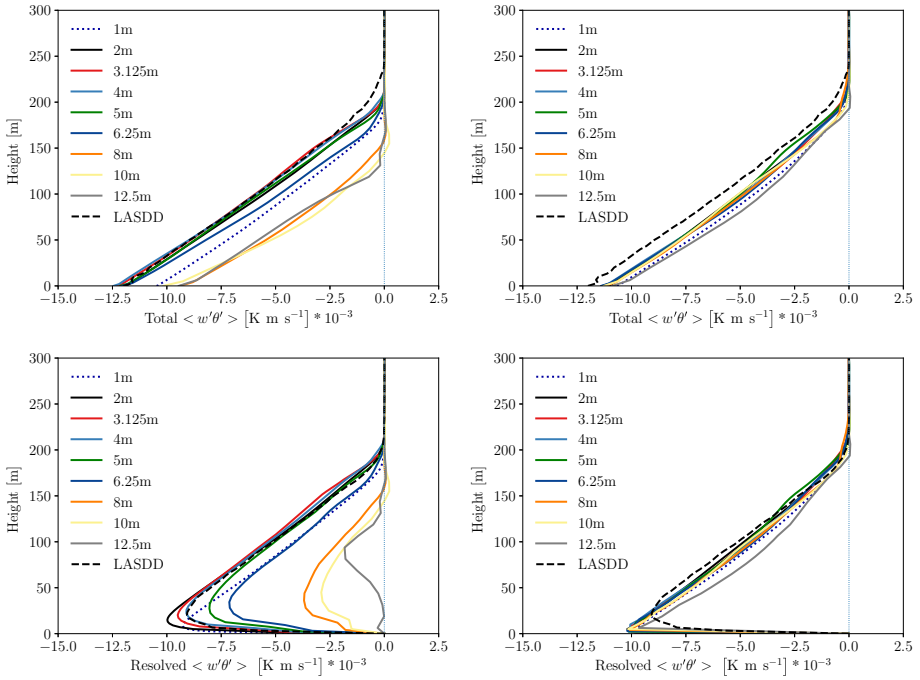 300
250
200
150
100
50
0
Height [m]
1m
2m
3.125m
4m
5m
6.25m
8m
10m
12.5m
LASDD
−15.0 −12.5 −10.0 −7.5 −5.0 −2.5 0.0 2.5
Total < w′θ′ > [K m s⁻¹] * 10⁻³
300
250
200
150
100
50
0
Height [m]
1m
2m
3.125m
4m
5m
6.25m
8m
10m
12.5m
LASDD
−15.0 −12.5 −10.0 −7.5 −5.0 −2.5 0.0 2.5
Total < w′θ′ > [K m s⁻¹] * 10⁻³
300
250
200
150
100
50
0
Height [m]
1m
2m
3.125m
4m
5m
6.25m
8m
10m
12.5m
LASDD
−15.0 −12.5 −10.0 −7.5 −5.0 −2.5 0.0 2.5
Resolved < w′θ′ > [K m s⁻¹] * 10⁻³
300
250
200
150
100
50
0
Height [m]
1m
2m
3.125m
4m
5m
6.25m
8m
10m
12.5m
LASDD
−15.0 −12.5 −10.0 −7.5 −5.0 −2.5 0.0 2.5
Resolved < w′θ′ > [K m s⁻¹] * 10⁻³